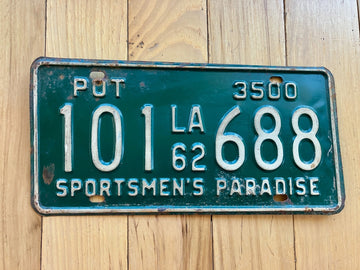 PUT 3500
101 LA 62 688
SPORTSMEN'S PARADISE